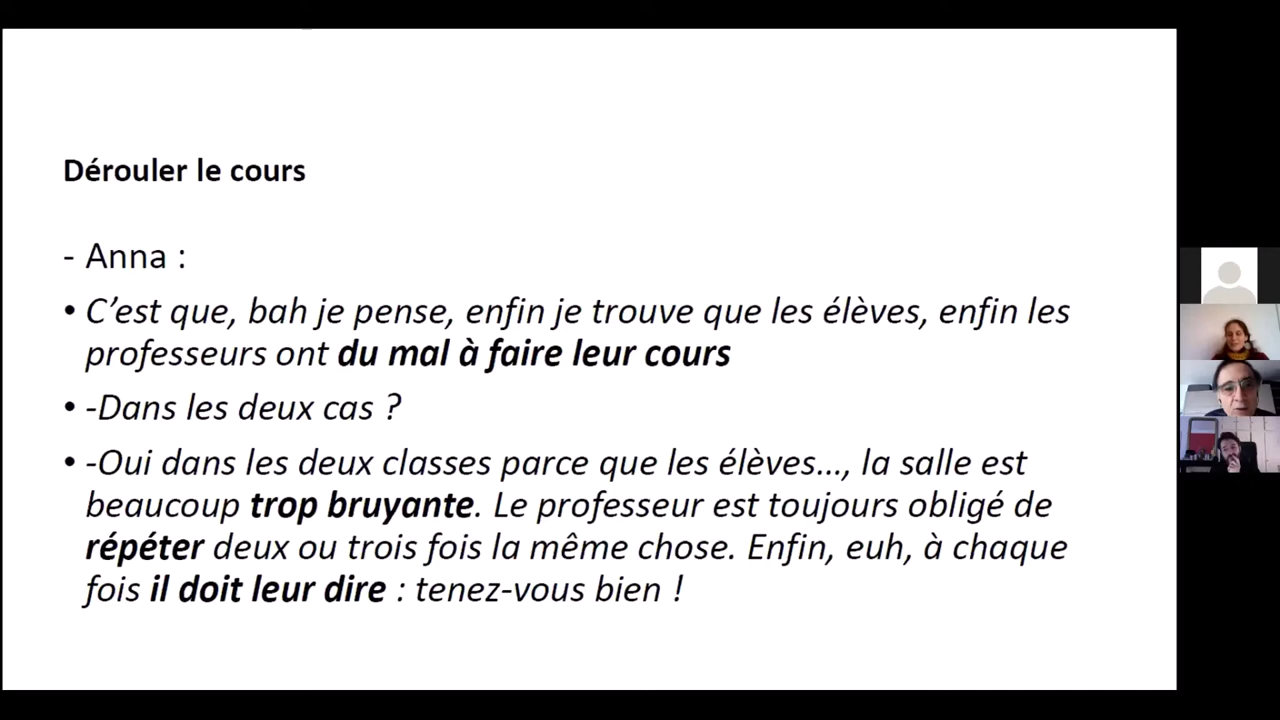 Dérouler le cours
- Anna :
• C’est que, bah je pense, enfin je trouve que les élèves, enfin les
professeurs ont du mal à faire leur cours
• -Dans les deux cas ?
• -Oui dans les deux classes parce que les élèves…, la salle est
beaucoup trop bruyante. Le professeur est toujours obligé de
répéter deux ou trois fois la même chose. Enfin, euh, à chaque
fois il doit leur dire : tenez-vous bien !